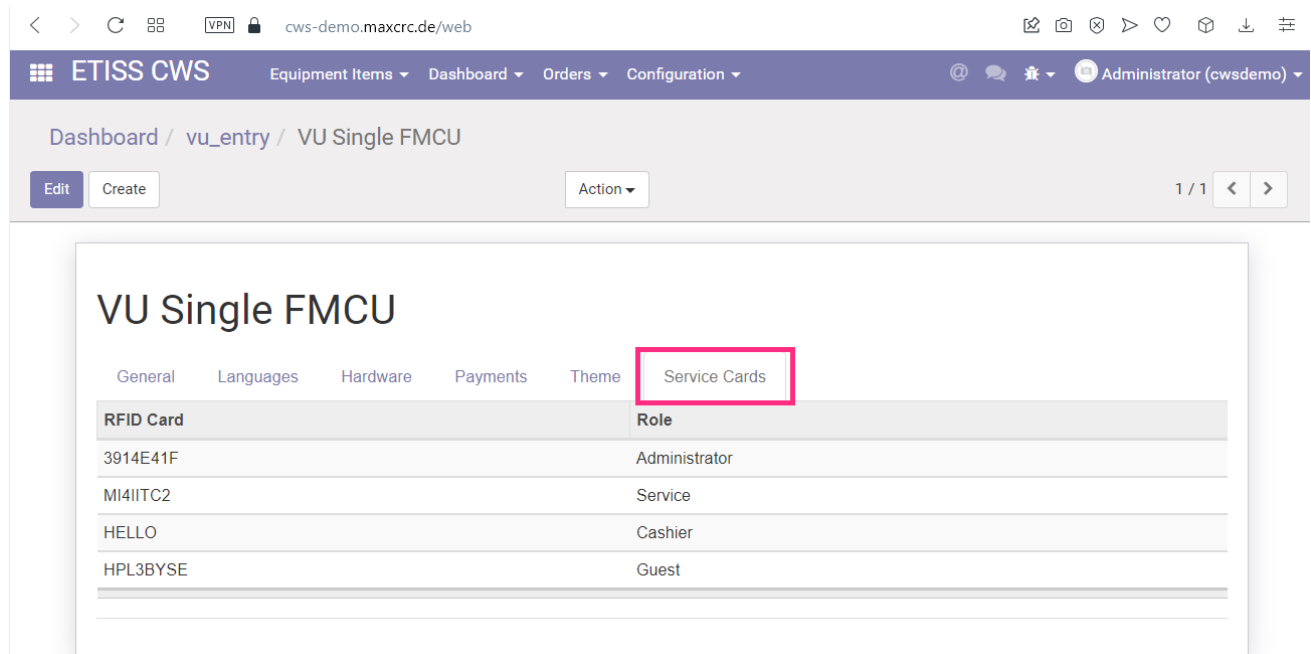 VPN cws-demo.maxcrc.de/web
ETISS CWS Equipment Items Dashboard Orders Configuration @ Administrator (cwsdemo)
Dashboard / vu_entry / VU Single FMCU
Edit Create Action 1 / 1
VU Single FMCU
General Languages Hardware Payments Theme Service Cards
RFID Card Role
3914E41F Administrator
MI4IITC2 Service
HELLO Cashier
HPL3BYSE Guest